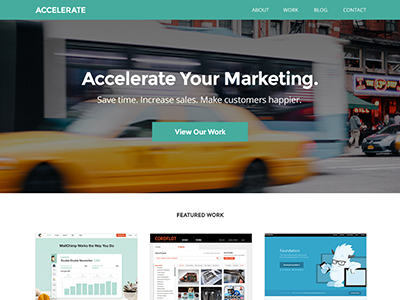 ACCELERATE
ABOUT WORK BLOG CONTACT
Accelerate Your Marketing.
Save time. Increase sales. Make customers happier.
View Our Work
FEATURED WORK
MailChimp Works the Way You Do
COROFLOT
Foundation